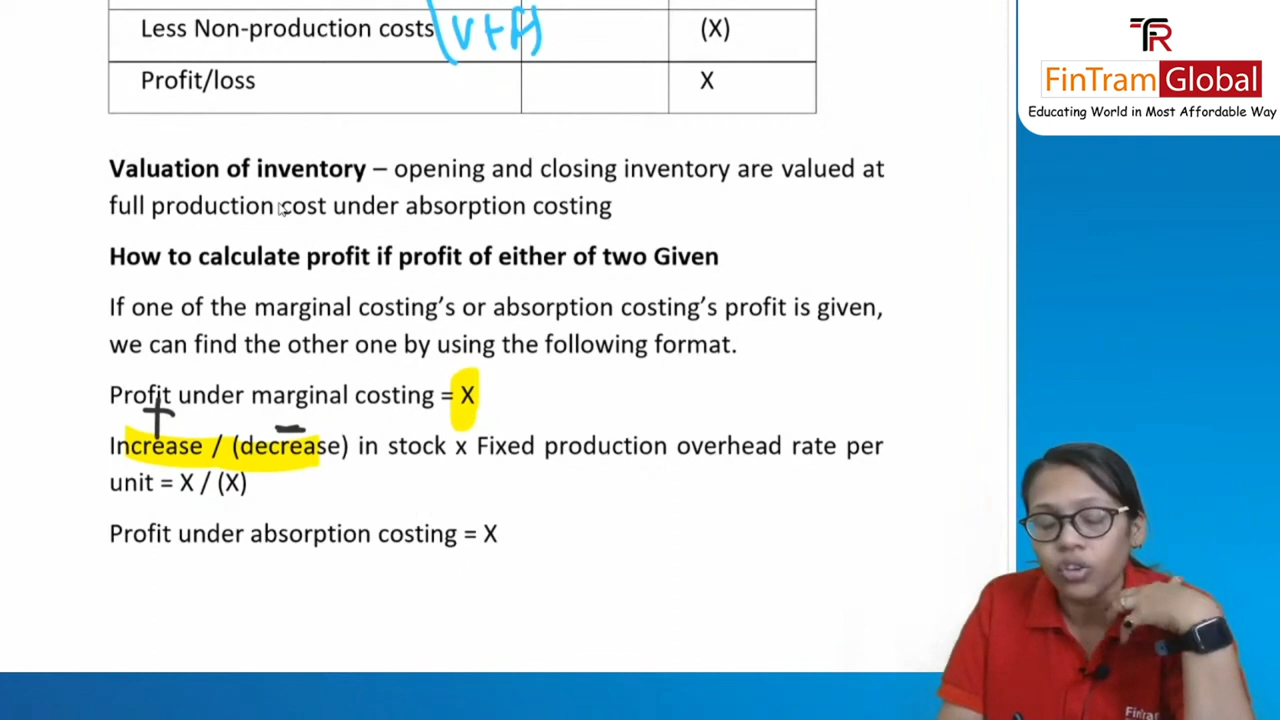 Less Non-production costs (V+F) (X)
Profit/loss X
Valuation of inventory – opening and closing inventory are valued at
full production cost under absorption costing
How to calculate profit if profit of either of two Given
If one of the marginal costing’s or absorption costing’s profit is given,
we can find the other one by using the following format.
Profit under marginal costing = X
+ –
Increase / (decrease) in stock x Fixed production overhead rate per
unit = X / (X)
Profit under absorption costing = X
FR
FinTram Global
Educating World in Most Affordable Way